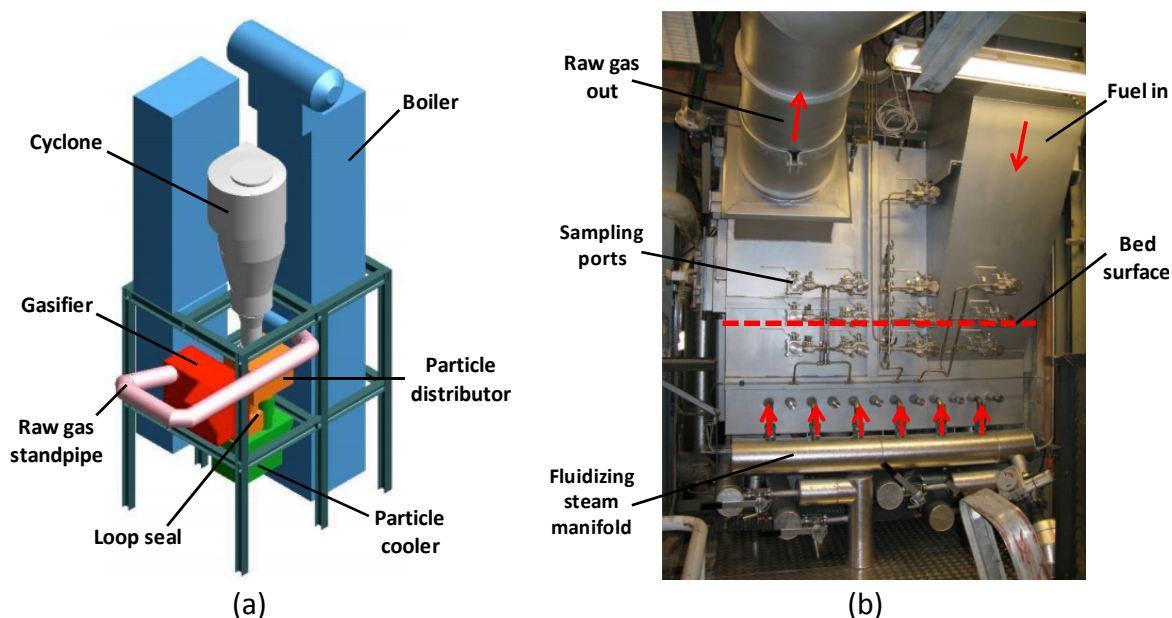 Cyclone
Boiler
Gasifier
Particle
distributor
Raw gas
standpipe
Loop seal
Particle
cooler
(a)
Raw gas
out
Fuel in
Sampling
ports
Bed
surface
Fluidizing
steam
manifold
(b)